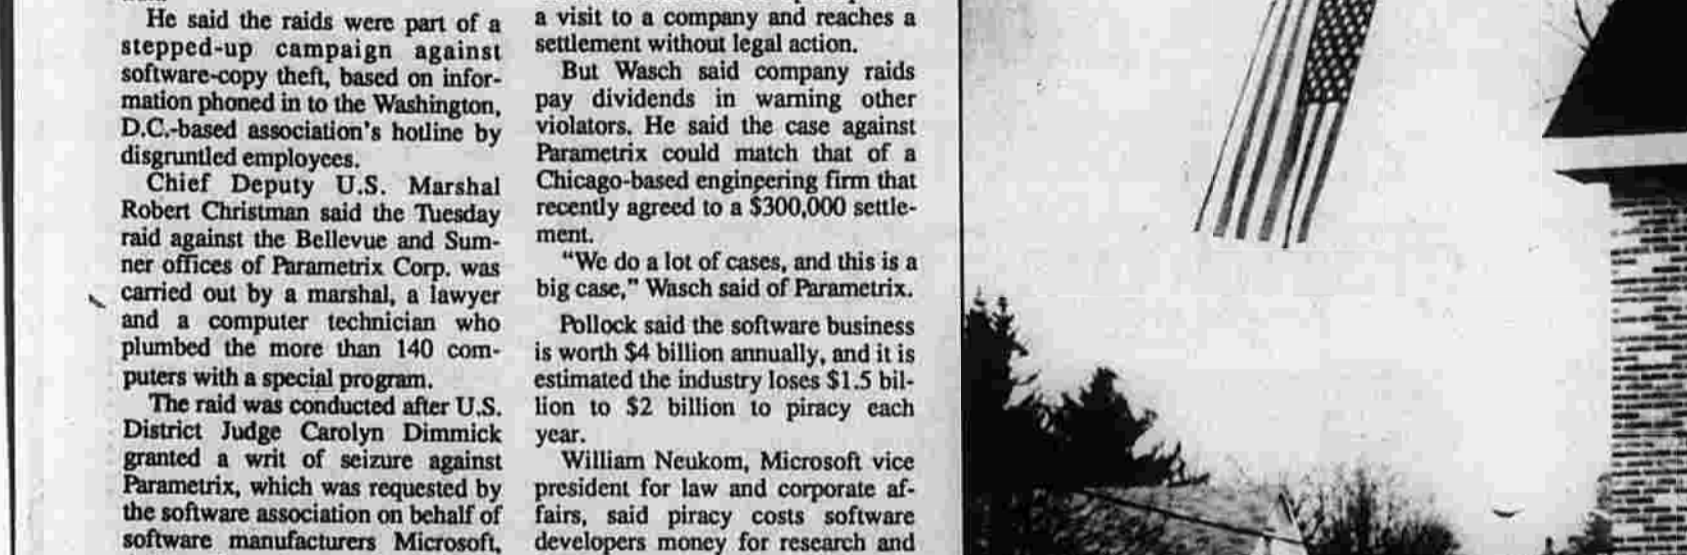 He said the raids were part of a
stepped-up campaign against
software-copy theft, based on infor-
mation phoned in to the Washington,
D.C.-based association's hotline by
disgruntled employees.
Chief Deputy U.S. Marshal
Robert Christman said the Tuesday
raid against the Bellevue and Sum-
ner offices of Parametrix Corp. was
carried out by a marshal, a lawyer
and a computer technician who
plumbed the more than 140 com-
puters with a special program.
The raid was conducted after U.S.
District Judge Carolyn Dimmick
granted a writ of seizure against
Parametrix, which was requested by
the software association on behalf of
software manufacturers Microsoft,
a visit to a company and reaches a
settlement without legal action.
But Wasch said company raids
pay dividends in warning other
violators. He said the case against
Parametrix could match that of a
Chicago-based engineering firm that
recently agreed to a $300,000 settle-
ment.
"We do a lot of cases, and this is a
big case," Wasch said of Parametrix.
Pollock said the software business
is worth $4 billion annually, and it is
estimated the industry loses $1.5 bil-
lion to $2 billion to piracy each
year.
William Neukom, Microsoft vice
president for law and corporate af-
fairs, said piracy costs software
developers money for research and